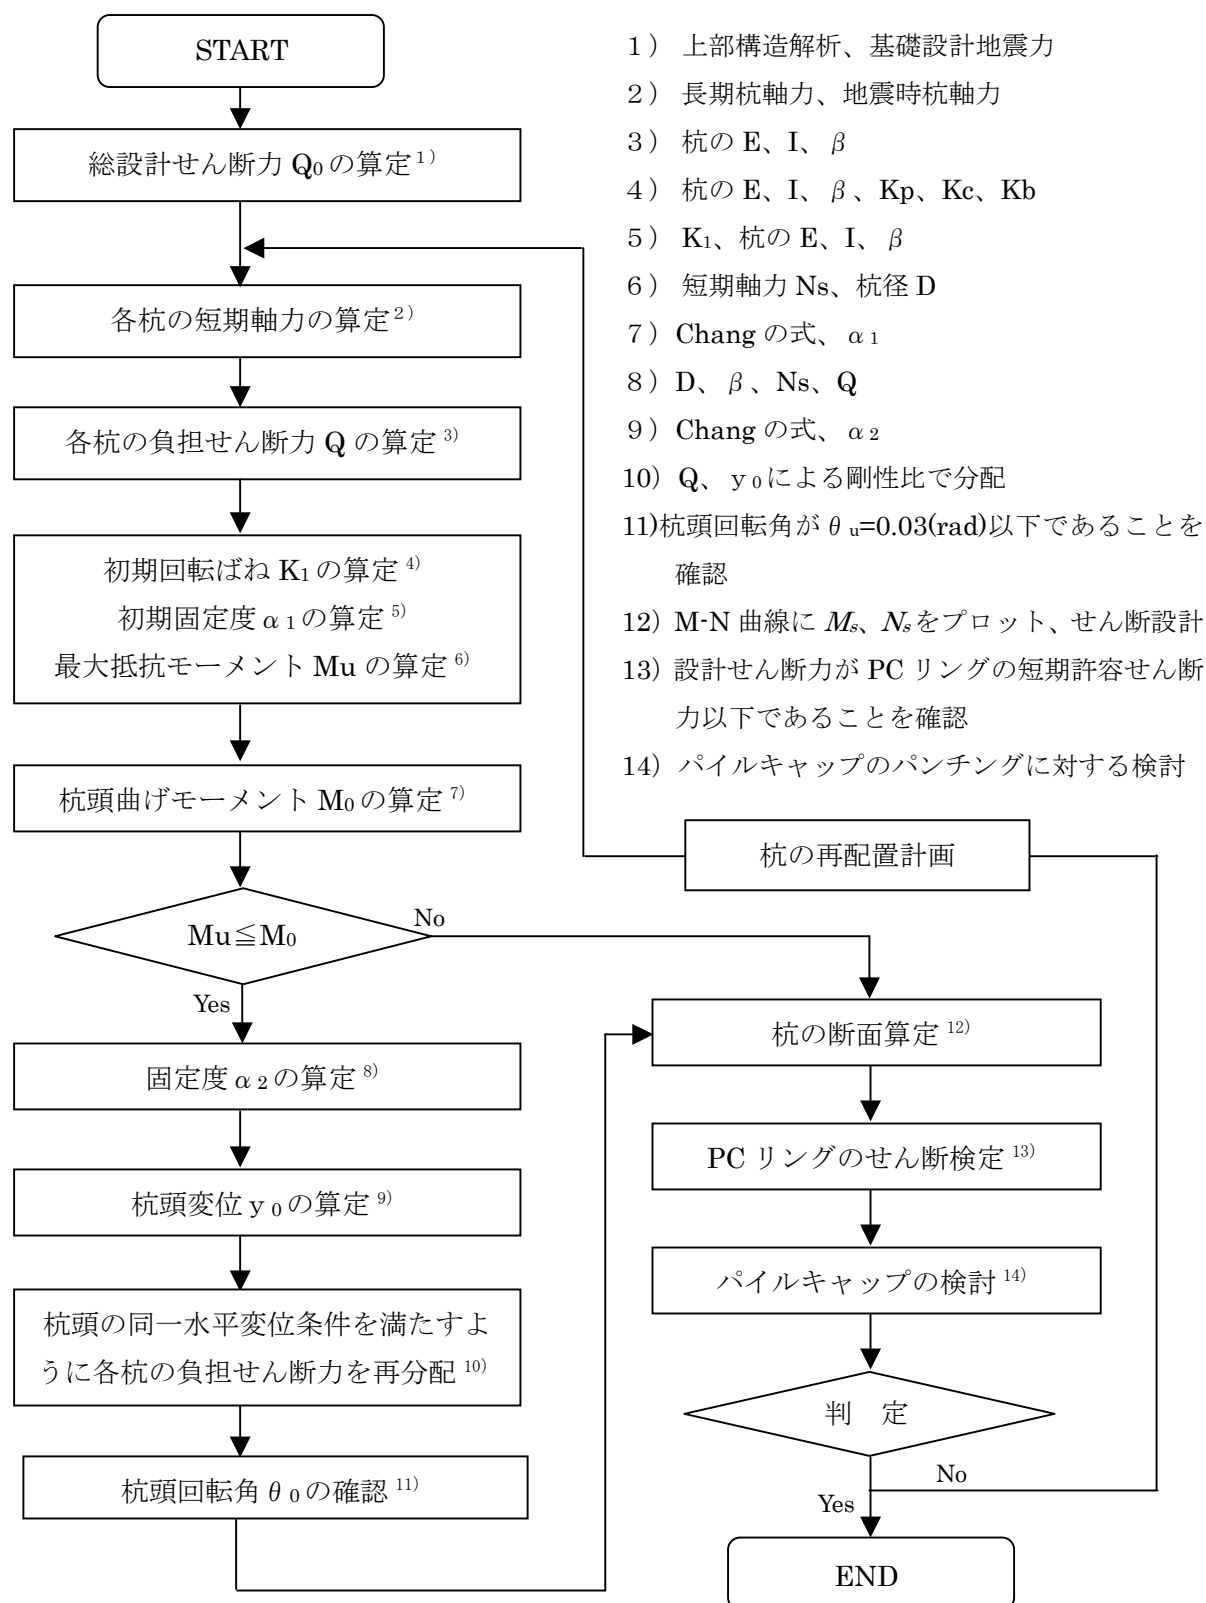 START
総設計せん断力 Q0の算定1)
各杭の短期軸力の算定2)
各杭の負担せん断力 Q の算定 3)
初期回転ばね K1の算定 4)
初期固定度 α 1の算定 5)
最大抵抗モーメント Mu の算定 6)
杭頭曲げモーメント M0の算定 7)
Mu≦M0
No
Yes
固定度 α 2の算定 8)
杭頭変位 y 0の算定 9)
杭頭の同一水平変位条件を満たすよ
うに各杭の負担せん断力を再分配 10)
杭頭回転角 θ 0の確認 11)
1） 上部構造解析、基礎設計地震力
2） 長期杭軸力、地震時杭軸力
3） 杭の E、I、β
4） 杭の E、I、β、Kp、Kc、Kb
5） K1、杭の E、I、β
6） 短期軸力 Ns、杭径 D
7）Chang の式、α 1
8）D、β、Ns、Q
9）Chang の式、α 2
10）Q、y 0による剛性比で分配
11)杭頭回転角が θ u=0.03(rad)以下であることを
確認
12）M-N 曲線に Ms、Nsをプロット、せん断設計
13）設計せん断力が PC リングの短期許容せん断
力以下であることを確認
14）パイルキャップのパンチングに対する検討
杭の再配置計画
杭の断面算定 12)
PC リングのせん断検定 13)
パイルキャップの検討 14)
判　定
No
Yes
END